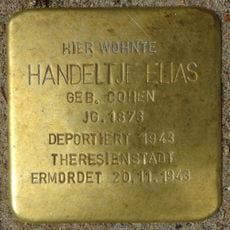 HIER WOHNTE
HANDELTJE ELIAS
GEB. COHEN
JG. 1873
DEPORTIERT 1943
THERESIENSTADT
ERMORDET 20.11.1943